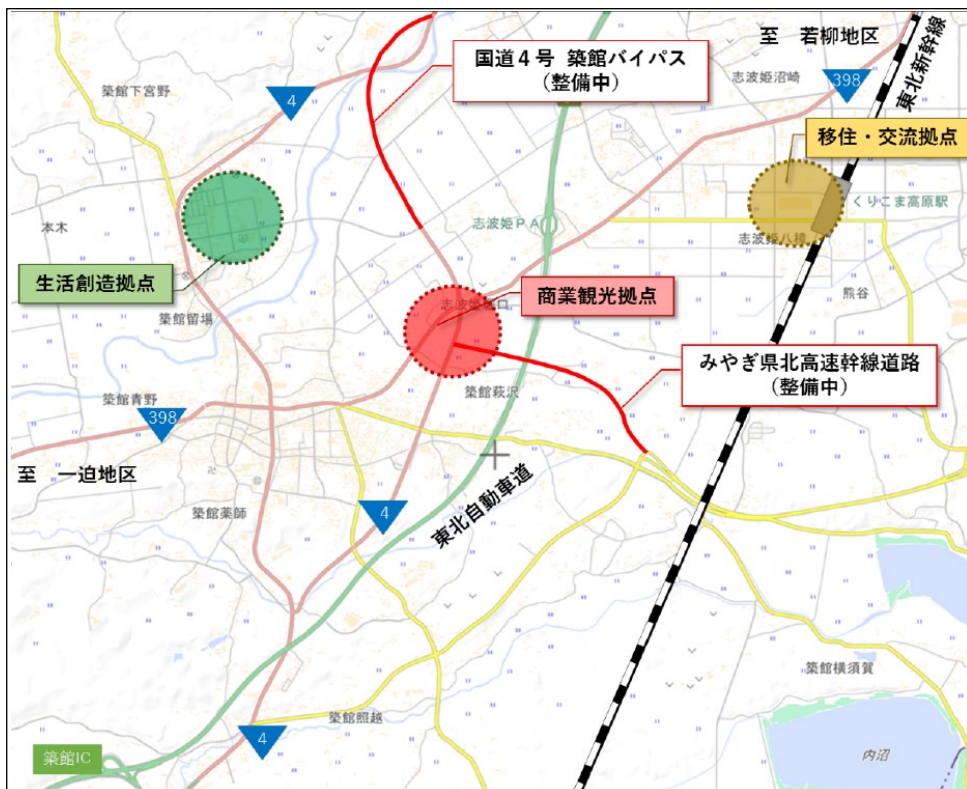 国道４号 築館バイパス
（整備中）
至 若柳地区
東北新幹線
398
志波姫沼崎
築館下宮野
4
移住・交流拠点
くりこま高原駅
志波姫ＰＡ
本木
生活創造拠点
商業観光拠点
熊谷
築館留場
みやぎ県北高速幹線道路
（整備中）
築館萩沢
築館青野
398
至 一迫地区
東北自動車道
築館薬師
4
築館横須賀
築館照越
4
築館IC
内沼